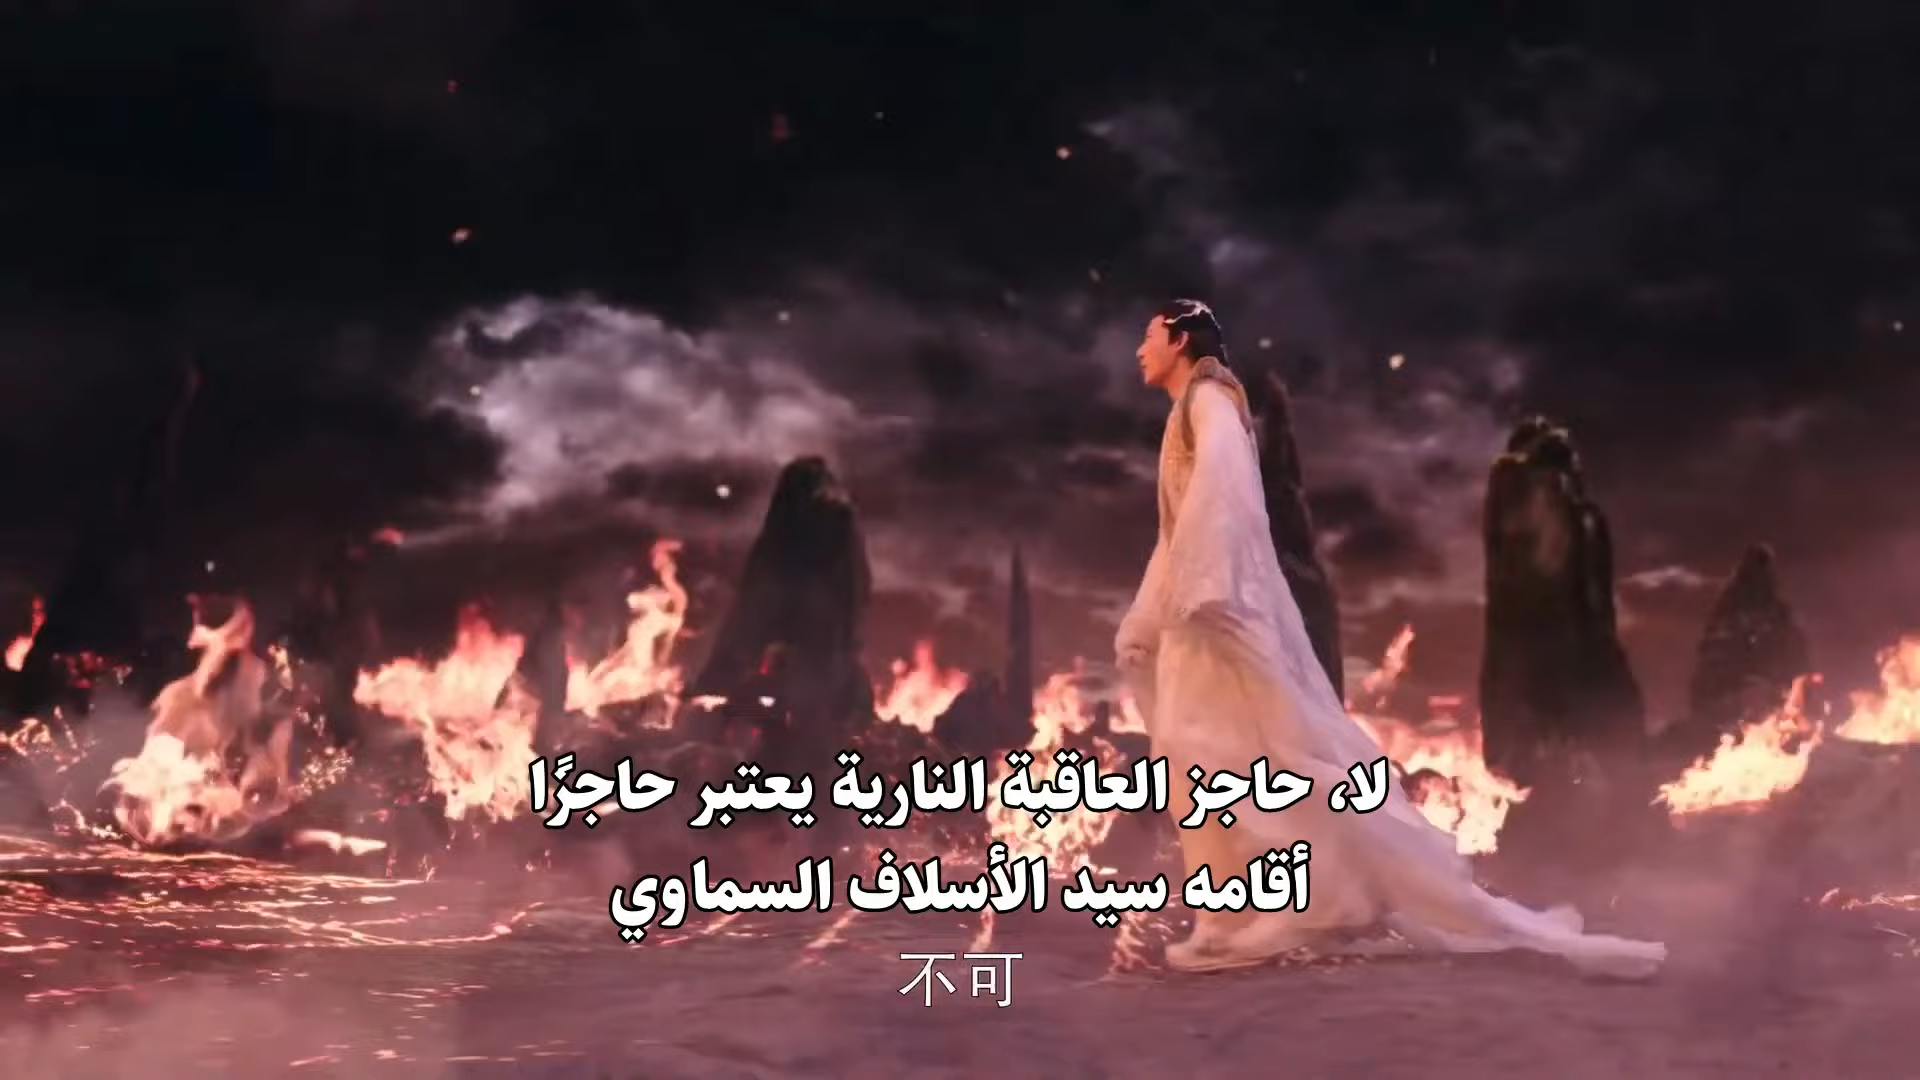 لا، حاجز العاقبة النارية يعتبر حاجزًا
أقامه سيد الأسلاف السماوي
不可